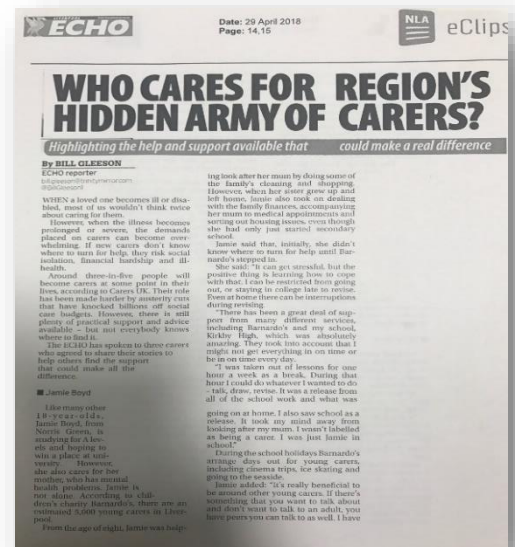 ECHO
Date: 29 April 2018
Page: 14,15
NLA
eClips
WHO CARES FOR REGION'S
HIDDEN ARMY OF CARERS?
Highlighting the help and support available that could make a real difference
By BILL GLEESON
ECHO reporter
WHEN a loved one becomes ill or disa-
bled, most of us wouldn't think twice
about caring for them.
However, when the illness becomes
prolonged or severe, the demands
placed on carers can become over-
whelming. If new carers don't know
where to turn for help, they risk social
isolation, financial hardship and ill-
health.
Around three-in-five people will
become carers at some point in their
lives, according to Carers UK. Their role
has been made harder by austerity cuts
that have knocked billions off social
care budgets. However, there is still
plenty of practical support and advice
available – but not everybody knows
where to find it.
The ECHO has spoken to three carers
who agreed to share their stories to
help others find the support
that could make all the
difference.
■ Jamie Boyd
Like many other
18-year-olds,
Jamie Boyd, from
Norris Green, is
studying for A lev-
els and hoping to
win a place at uni-
versity. However,
she also cares for her
mother, who has mental
health problems. Jamie is
not alone. According to chil-
dren's charity Barnardo's, there are an
estimated 5,000 young carers in Liver-
pool.
From the age of eight, Jamie was help-
ing look after her mum by doing some of
the family's cleaning and shopping.
However, when her sister grew up and
left home, Jamie also took on dealing
with the family finances, accompanying
her mum to medical appointments and
sorting out housing issues, even though
she had only just started secondary
school.
Jamie said that, initially, she didn't
know where to turn for help until Bar-
nardo's stepped in.
She said: "It can get stressful, but the
positive thing is learning how to cope
with that. I can be restricted from going
out, or staying in college late to revise.
Even at home there can be interruptions
during revising.
"There has been a great deal of sup-
port from many different services,
including Barnardo's and my school,
Kirkby High, which was absolutely
amazing. They took into account that I
might not get everything in on time or
be in on time every day.
"I was taken out of lessons for one
hour a week as a break. During that
hour I could do whatever I wanted to do
– talk, draw, revise. It was a release from
all of the school work and what was
going on at home. I also saw school as a
release. It took my mind away from
looking after my mum. I wasn't labelled
as being a carer. I was just Jamie in
school."
During the school holidays Barnardo's
arrange days out for young carers,
including cinema trips, ice skating and
going to the seaside.
Jamie added: "It's really beneficial to
be around other young carers. If there's
something that you want to talk about
and don't want to talk to an adult, you
have peers you can talk to as well. I have